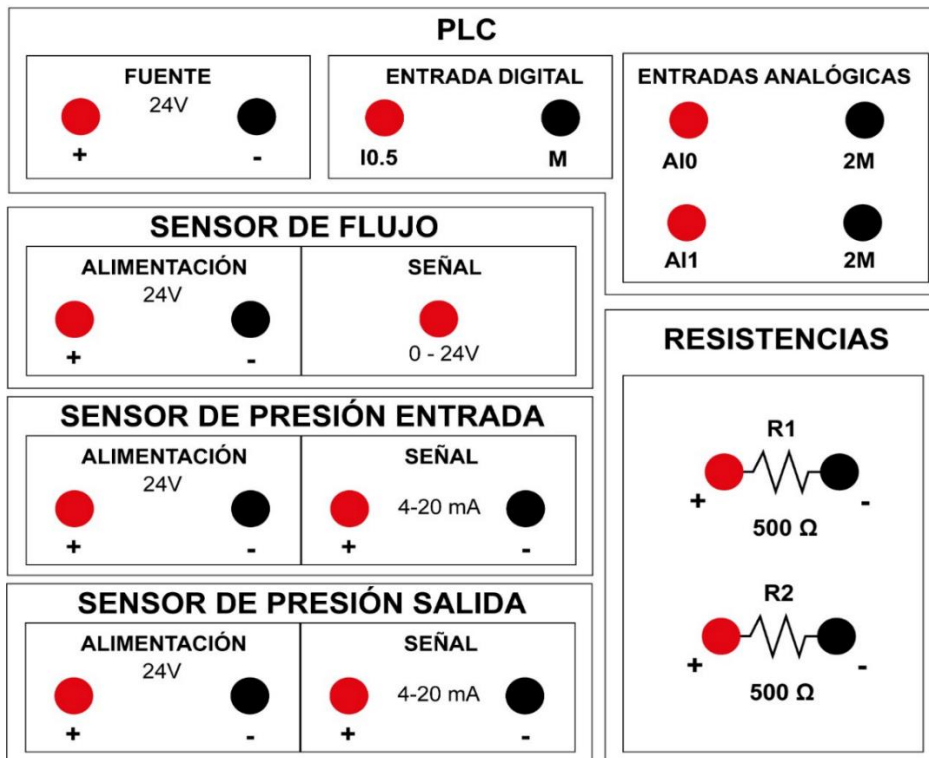 PLC
FUENTE
24V
+ -
ENTRADA DIGITAL
I0.5 M
ENTRADAS ANALÓGICAS
AI0 2M
AI1 2M
SENSOR DE FLUJO
ALIMENTACIÓN
24V
+ -
SEÑAL
0 - 24V
SENSOR DE PRESIÓN ENTRADA
ALIMENTACIÓN
24V
+ -
SEÑAL
4-20 mA
+ -
SENSOR DE PRESIÓN SALIDA
ALIMENTACIÓN
24V
+ -
SEÑAL
4-20 mA
+ -
RESISTENCIAS
R1
+ -
500 Ω
R2
+ -
500 Ω